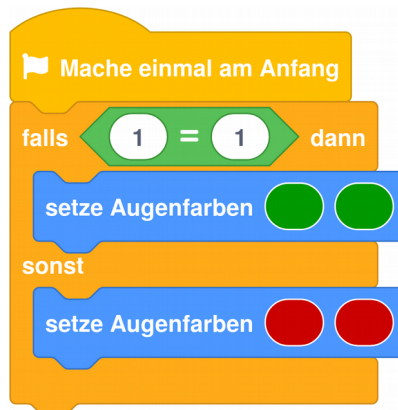 Mache einmal am Anfang
falls 1 = 1 dann
setze Augenfarben
sonst
setze Augenfarben